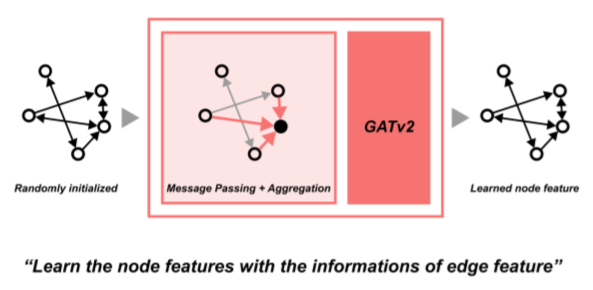 GATv2
Randomly initialized
Message Passing + Aggregation
Learned node feature
“Learn the node features with the informations of edge feature”